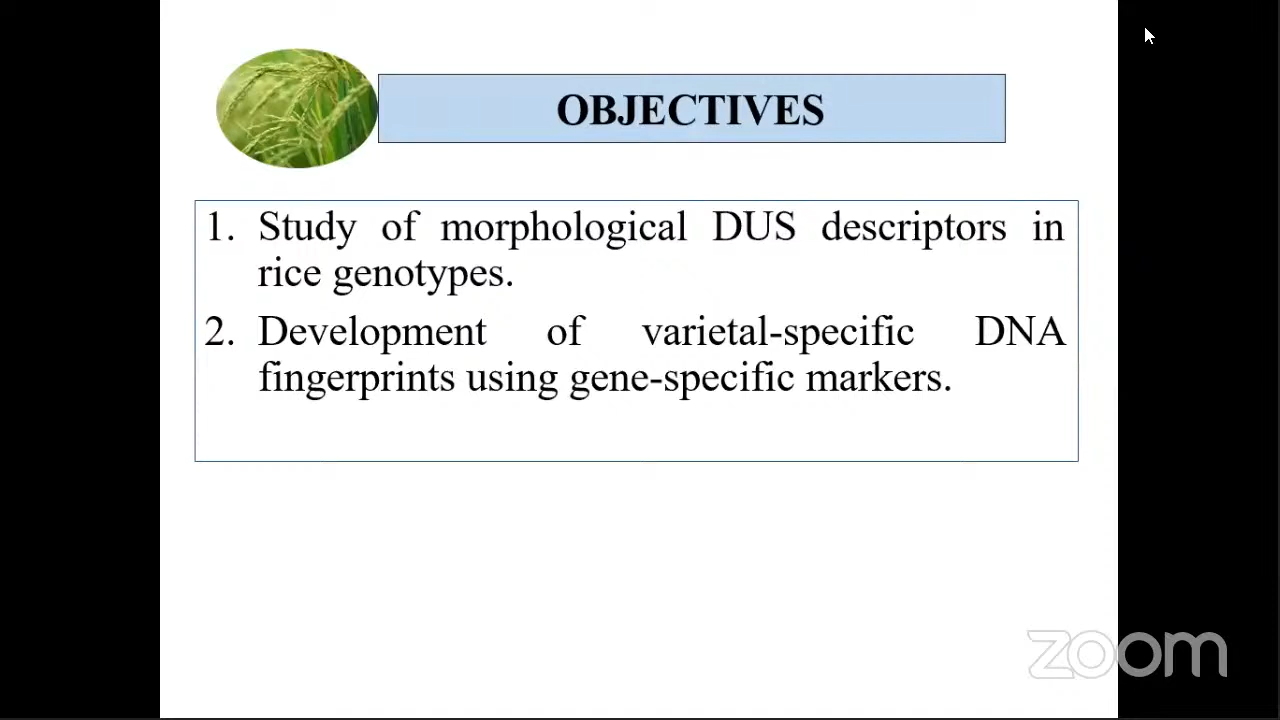 OBJECTIVES
1. Study of morphological DUS descriptors in
rice genotypes.
2. Development of varietal-specific DNA
fingerprints using gene-specific markers.
zoom